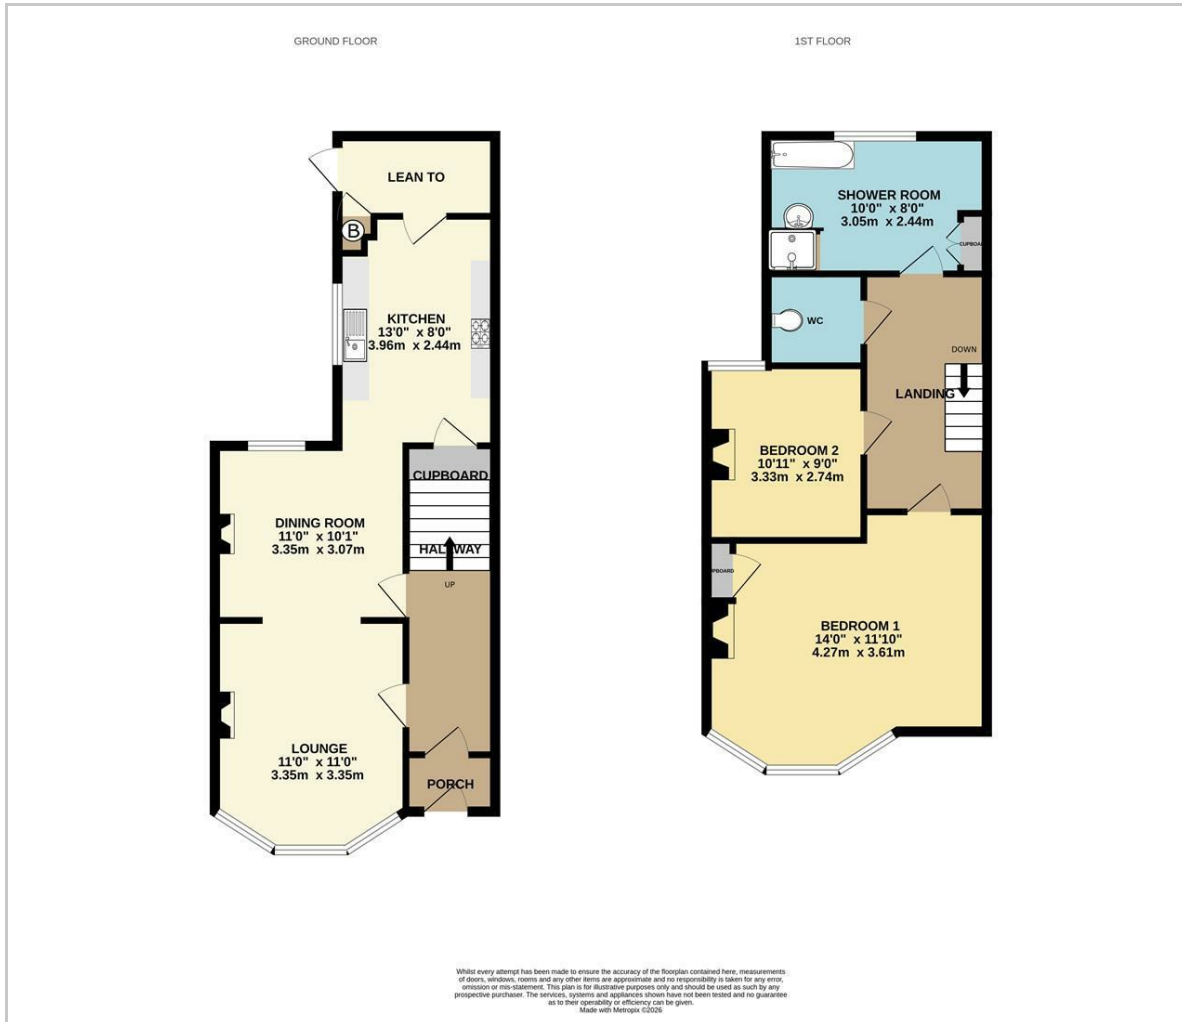 GROUND FLOOR
LEAN TO
B
KITCHEN
13'0" x 8'0"
3.96m x 2.44m
CUPBOARD
DINING ROOM
11'0" x 10'1"
3.35m x 3.07m
HALLWAY
UP
LOUNGE
11'0" x 11'0"
3.35m x 3.35m
PORCH
1ST FLOOR
SHOWER ROOM
10'0" x 8'0"
3.05m x 2.44m
CUPBOA
WC
DOWN
LANDING
BEDROOM 2
10'11" x 9'0"
3.33m x 2.74m
PBOARD
BEDROOM 1
14'0" x 11'10"
4.27m x 3.61m
Whilst every attempt has been made to ensure the accuracy of the floorplan contained here, measurements
of doors, windows, rooms and any other items are approximate and no responsibility is taken for any error,
omission or mis-statement. This plan is for illustrative purposes only and should be used as such by any
prospective purchaser. The services, systems and appliances shown have not been tested and no guarantee
as to their operability or efficiency can be given.
Made with Metropix ©2026